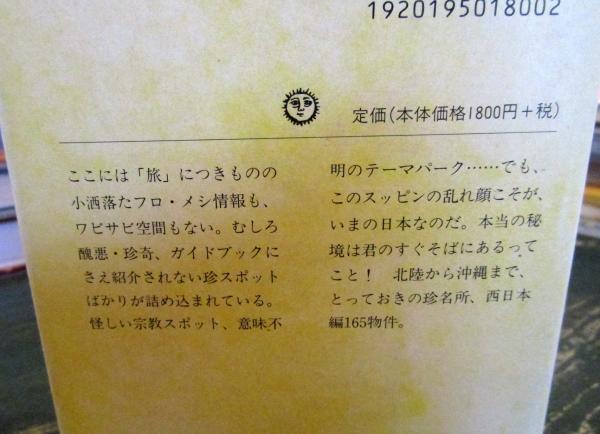 1920195018002
定価(本体価格1800円+税)
ここには「旅」につきものの
小洒落たフロ・メシ情報も、
ワビサビ空間もない。むしろ
醜悪・珍奇、ガイドブックに
さえ紹介されない珍スポット
ばかりが詰め込まれている。
怪しい宗教スポット、意味不
明のテーマパーク……でも、
このスッピンの乱れ顔こそが、
いまの日本なのだ。本当の秘
境は君のすぐそばにあるって
こと!　北陸から沖縄まで、
とっておきの珍名所、西日本
編165物件。